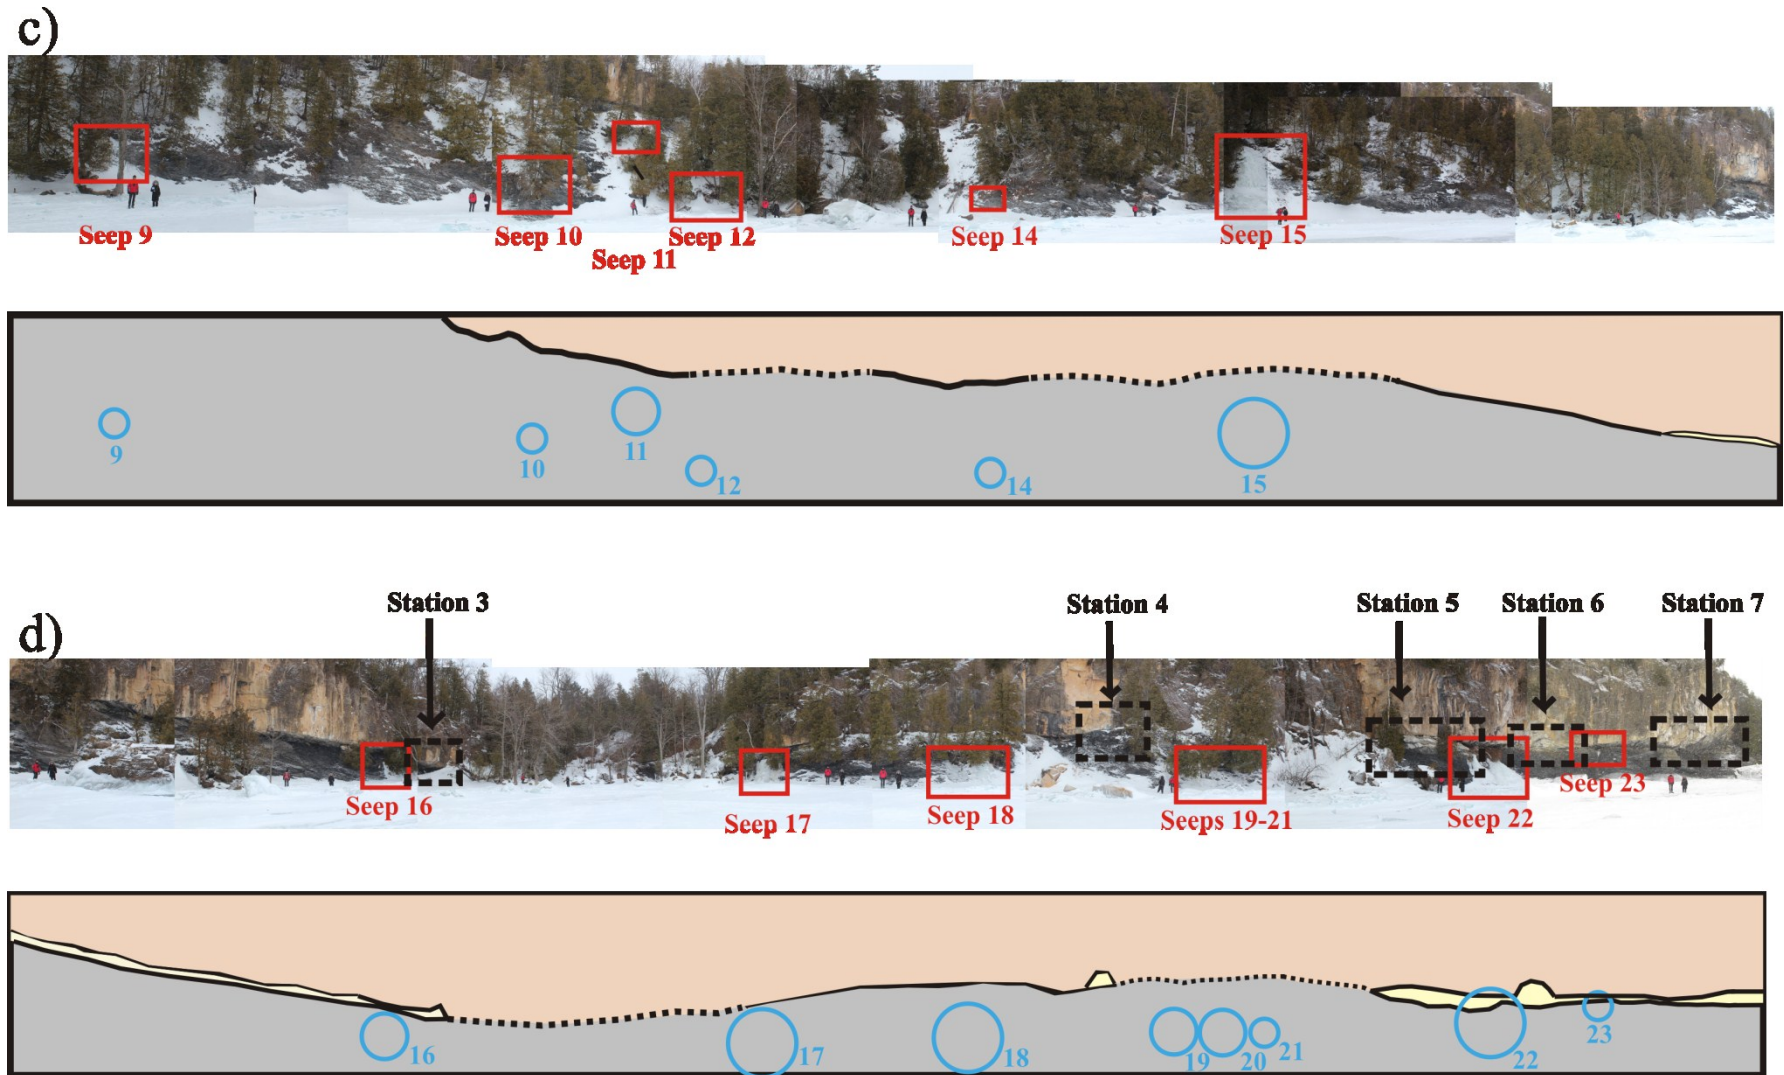 c)
Seep 9
Seep 10
Seep 11
Seep 12
Seep 14
Seep 15
9
10
11
12
14
15
d)
Station 3
Station 4
Station 5
Station 6
Station 7
Seep 16
Seep 17
Seep 18
Seeps 19-21
Seep 22
Seep 23
16
17
18
19
20
21
22
23